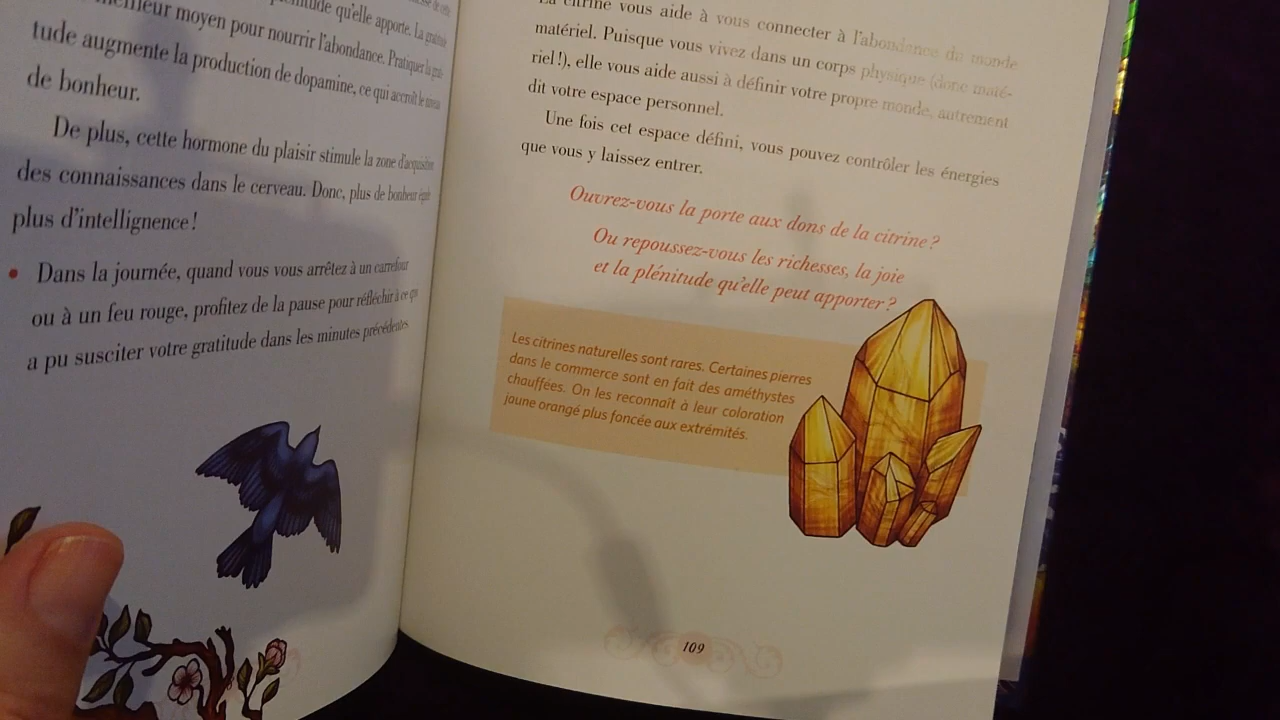 meilleur moyen pour nourrir l'abondance. Pratiquer la gra-
tude qu'elle apporte. La grati-
tude augmente la production de dopamine, ce qui accroît le niveau
de bonheur.
De plus, cette hormone du plaisir stimule la zone d'acquisition
des connaissances dans le cerveau. Donc, plus de bonheur égale
plus d'intellignence !
• Dans la journée, quand vous vous arrêtez à un carrefour
ou à un feu rouge, profitez de la pause pour réfléchir à ce qui
a pu susciter votre gratitude dans les minutes précédentes
La citrine vous aide à vous connecter à l'abondance du monde
matériel. Puisque vous vivez dans un corps physique (donc maté-
riel !), elle vous aide aussi à définir votre propre monde, autrement
dit votre espace personnel.
Une fois cet espace défini, vous pouvez contrôler les énergies
que vous y laissez entrer.
Ouvrez-vous la porte aux dons de la citrine ?
Ou repoussez-vous les richesses, la joie
et la plénitude qu'elle peut apporter ?
Les citrines naturelles sont rares. Certaines pierres
dans le commerce sont en fait des améthystes
chauffées. On les reconnaît à leur coloration
jaune orangé plus foncée aux extrémités.
109